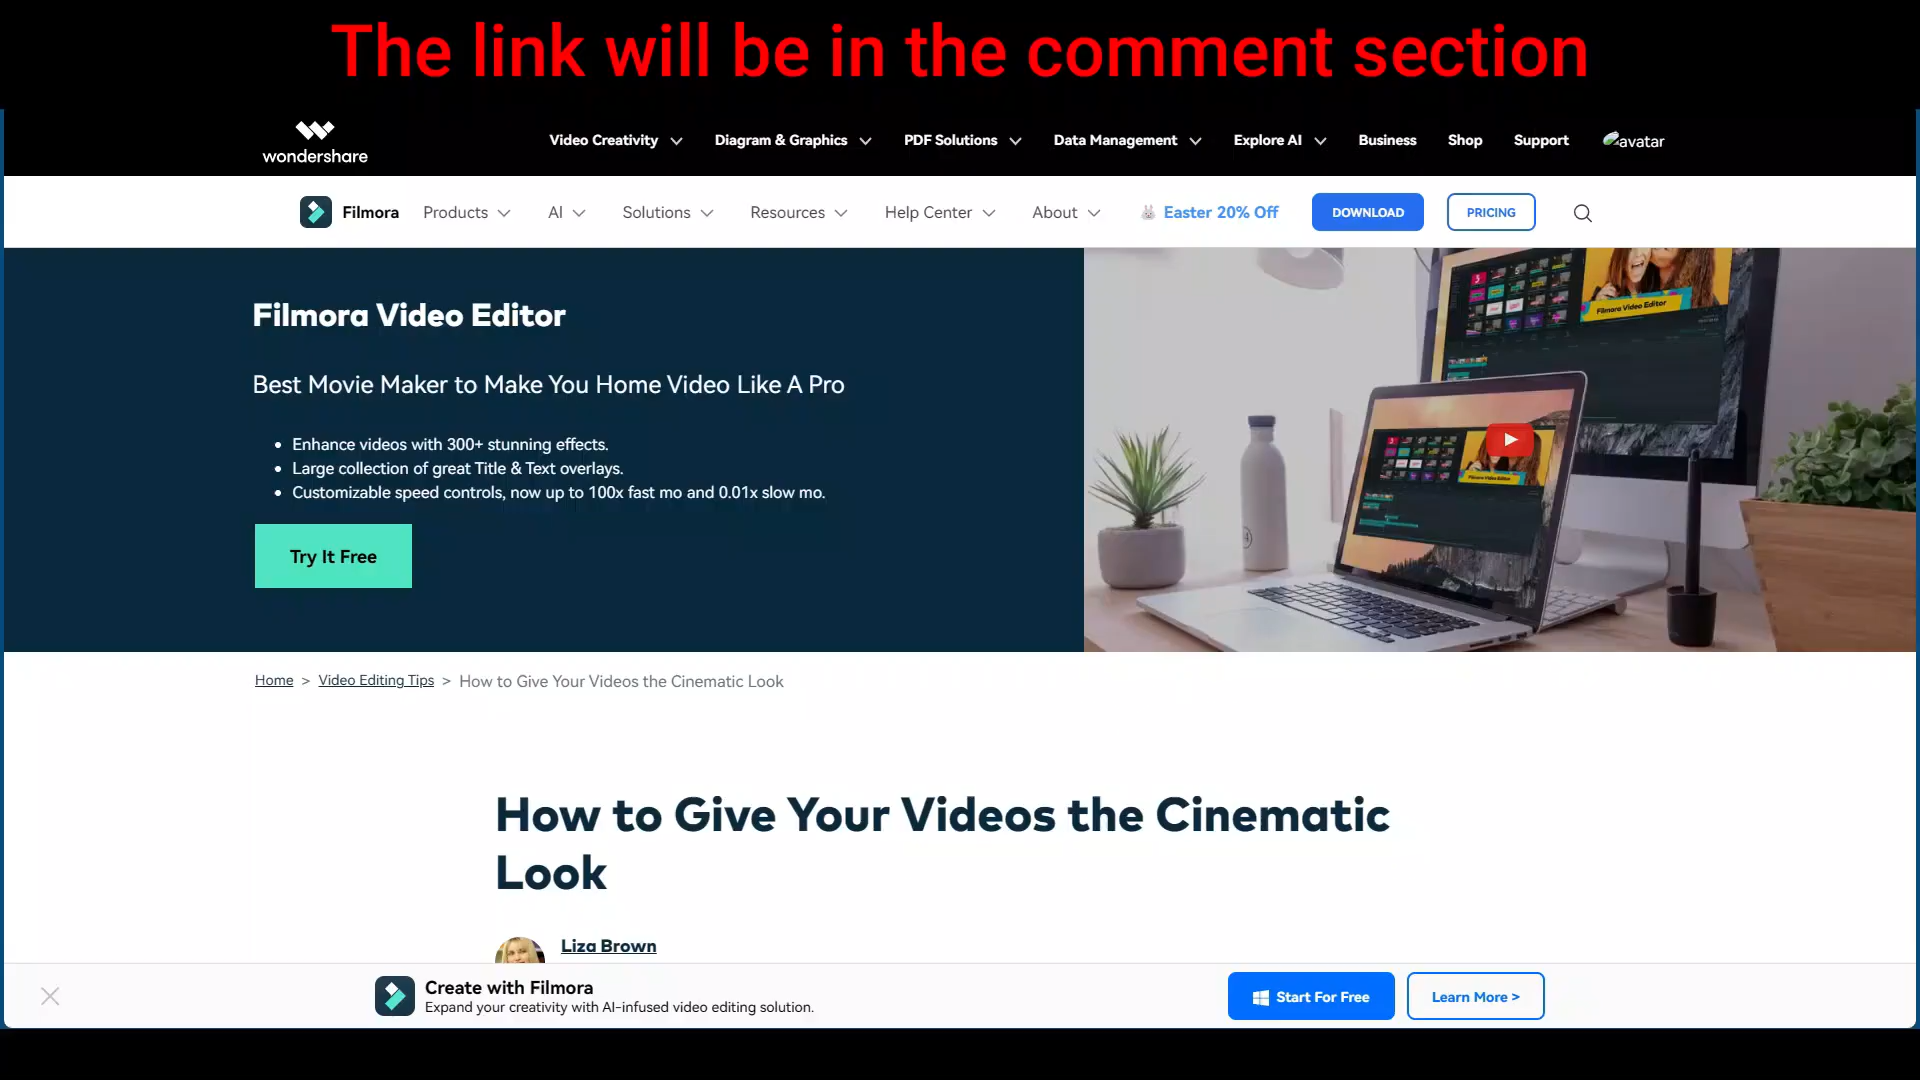 The link will be in the comment section
wondershare
Video Creativity Diagram & Graphics PDF Solutions Data Management Explore AI Business Shop Support avatar
Filmora Products AI Solutions Resources Help Center About Easter 20% Off DOWNLOAD PRICING
Filmora Video Editor
Best Movie Maker to Make You Home Video Like A Pro
Enhance videos with 300+ stunning effects.
Large collection of great Title & Text overlays.
Customizable speed controls, now up to 100x fast mo and 0.01x slow mo.
Try It Free
Filmora Video Editor
Filmora Video Editor
Home > Video Editing Tips > How to Give Your Videos the Cinematic Look
How to Give Your Videos the Cinematic
Look
Liza Brown
Create with Filmora
Expand your creativity with AI-infused video editing solution.
Start For Free
Learn More >